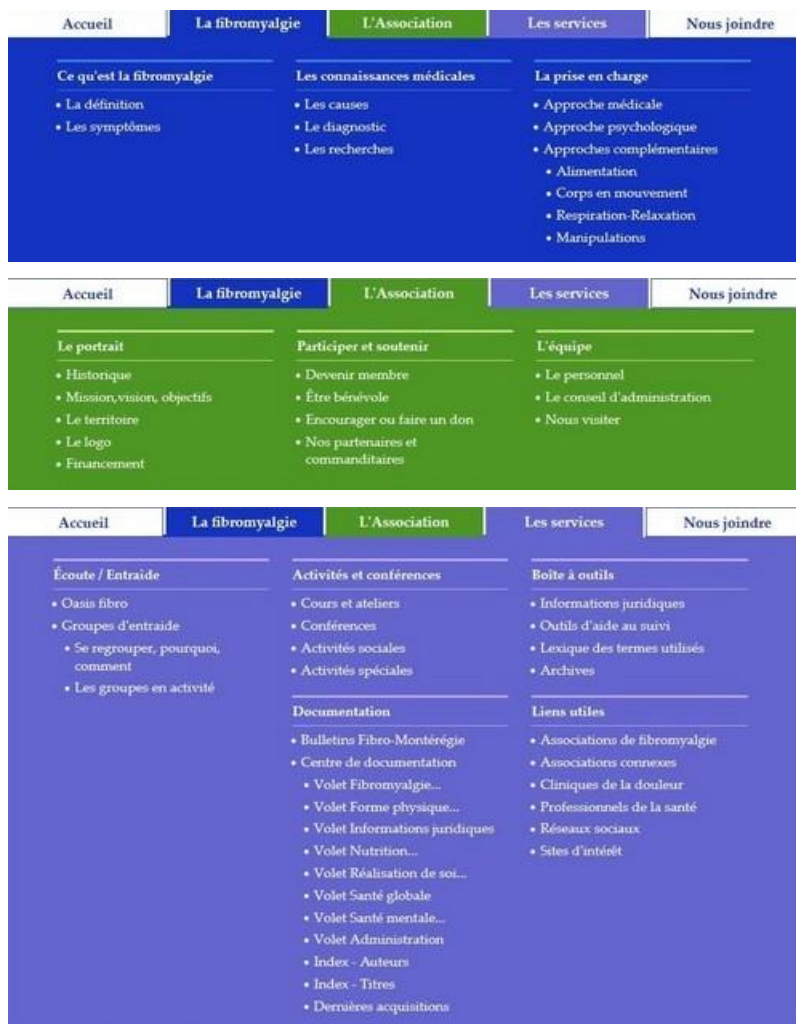 Accueil La fibromyalgie L'Association Les services Nous joindre
Ce qu'est la fibromyalgie
• La définition
• Les symptômes
Les connaissances médicales
• Les causes
• Le diagnostic
• Les recherches
La prise en charge
• Approche médicale
• Approche psychologique
• Approches complémentaires
• Alimentation
• Corps en mouvement
• Respiration-Relaxation
• Manipulations
Accueil La fibromyalgie L'Association Les services Nous joindre
Le portrait
• Historique
• Mission,vision, objectifs
• Le territoire
• Le logo
• Financement
Participer et soutenir
• Devenir membre
• Être bénévole
• Encourager ou faire un don
• Nos partenaires et
commanditaires
L'équipe
• Le personnel
• Le conseil d'administration
• Nous visiter
Accueil La fibromyalgie L'Association Les services Nous joindre
Écoute / Entraide
• Oasis fibro
• Groupes d'entraide
• Se regrouper, pourquoi,
comment
• Les groupes en activité
Activités et conférences
• Cours et ateliers
• Conférences
• Activités sociales
• Activités spéciales
Boîte à outils
• Informations juridiques
• Outils d'aide au suivi
• Lexique des termes utilisés
• Archives
Documentation
• Bulletins Fibro-Montérégie
• Centre de documentation
• Volet Fibromyalgie...
• Volet Forme physique...
• Volet Informations juridiques
• Volet Nutrition...
• Volet Réalisation de soi...
• Volet Santé globale
• Volet Santé mentale...
• Volet Administration
• Index - Auteurs
• Index - Titres
• Dernières acquisitions
Liens utiles
• Associations de fibromyalgie
• Associations connexes
• Cliniques de la douleur
• Professionnels de la santé
• Réseaux sociaux
• Sites d'intérêt